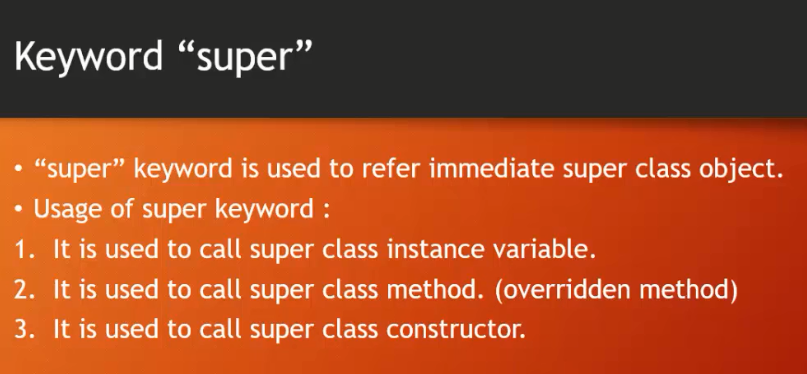 Keyword “super”
• “super” keyword is used to refer immediate super class object.
• Usage of super keyword :
1. It is used to call super class instance variable.
2. It is used to call super class method. (overridden method)
3. It is used to call super class constructor.